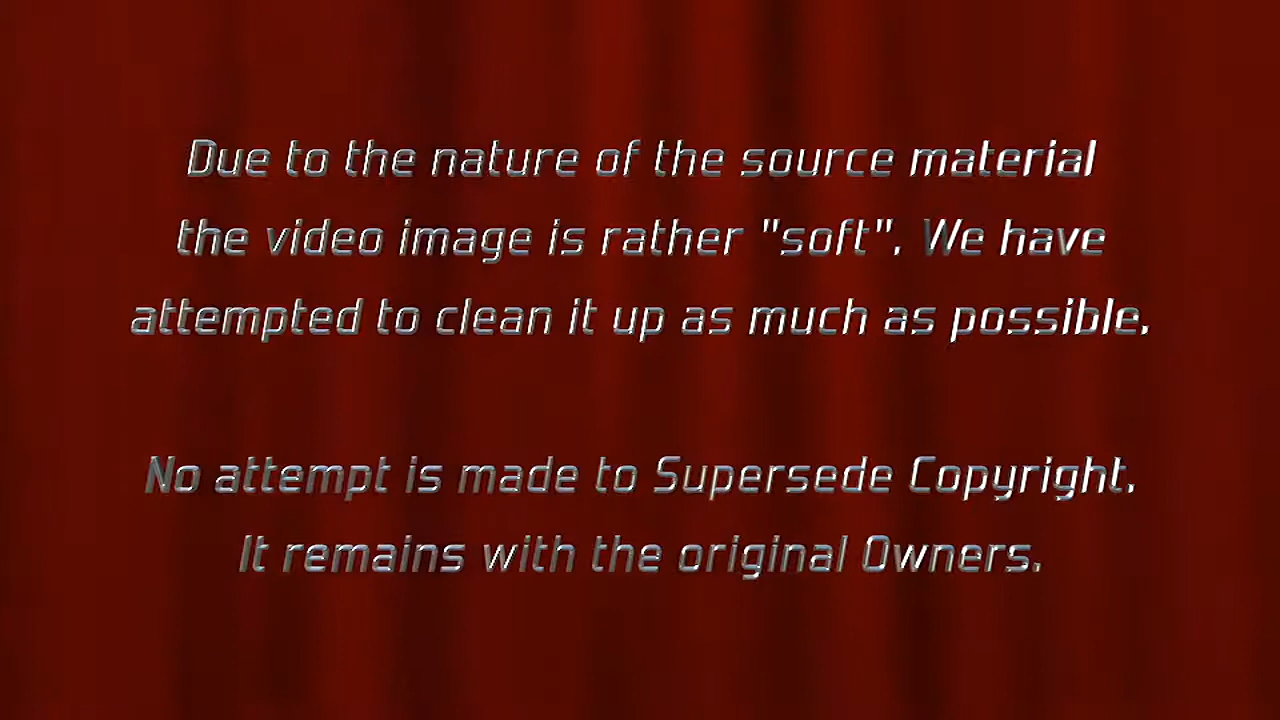 Due to the nature of the source material
the video image is rather "soft". We have
attempted to clean it up as much as possible.
No attempt is made to Supersede Copyright.
It remains with the original Owners.